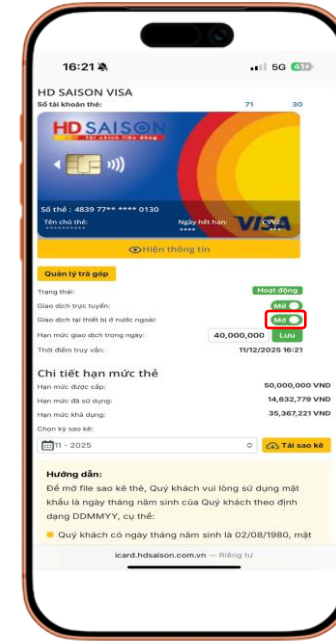 16:21
5G 41
HD SAISON VISA
Số tài khoản thẻ: 71 30
HD SAISON
Tài chính tiêu dùng
Số thẻ : 4839 77** **** 0130
Tên chủ thẻ: Ngày hết hạn: CVV2:
********** **** ***
VISA
Hiện thông tin
Quản lý trả góp
Trạng thái: Hoạt động
Giao dịch trực tuyến: Mở
Giao dịch tại thiết bị ở nước ngoài: Mở
Hạn mức giao dịch trong ngày: 40,000,000 Lưu
Thời điểm truy vấn: 11/12/2025 16:21
Chi tiết hạn mức thẻ
Hạn mức được cấp: 50,000,000 VND
Hạn mức đã sử dụng: 14,632,779 VND
Hạn mức khả dụng: 35,367,221 VND
Chọn kỳ sao kê:
11 - 2025 Tải sao kê
Hướng dẫn:
Để mở file sao kê thẻ, Quý khách vui lòng sử dụng mật
khẩu là ngày tháng năm sinh của Quý khách theo định
dạng DDMMYY, cụ thể:
Quý khách có ngày tháng năm sinh là 02/08/1980, mật
icard.hdsaison.com.vn — Riêng tư